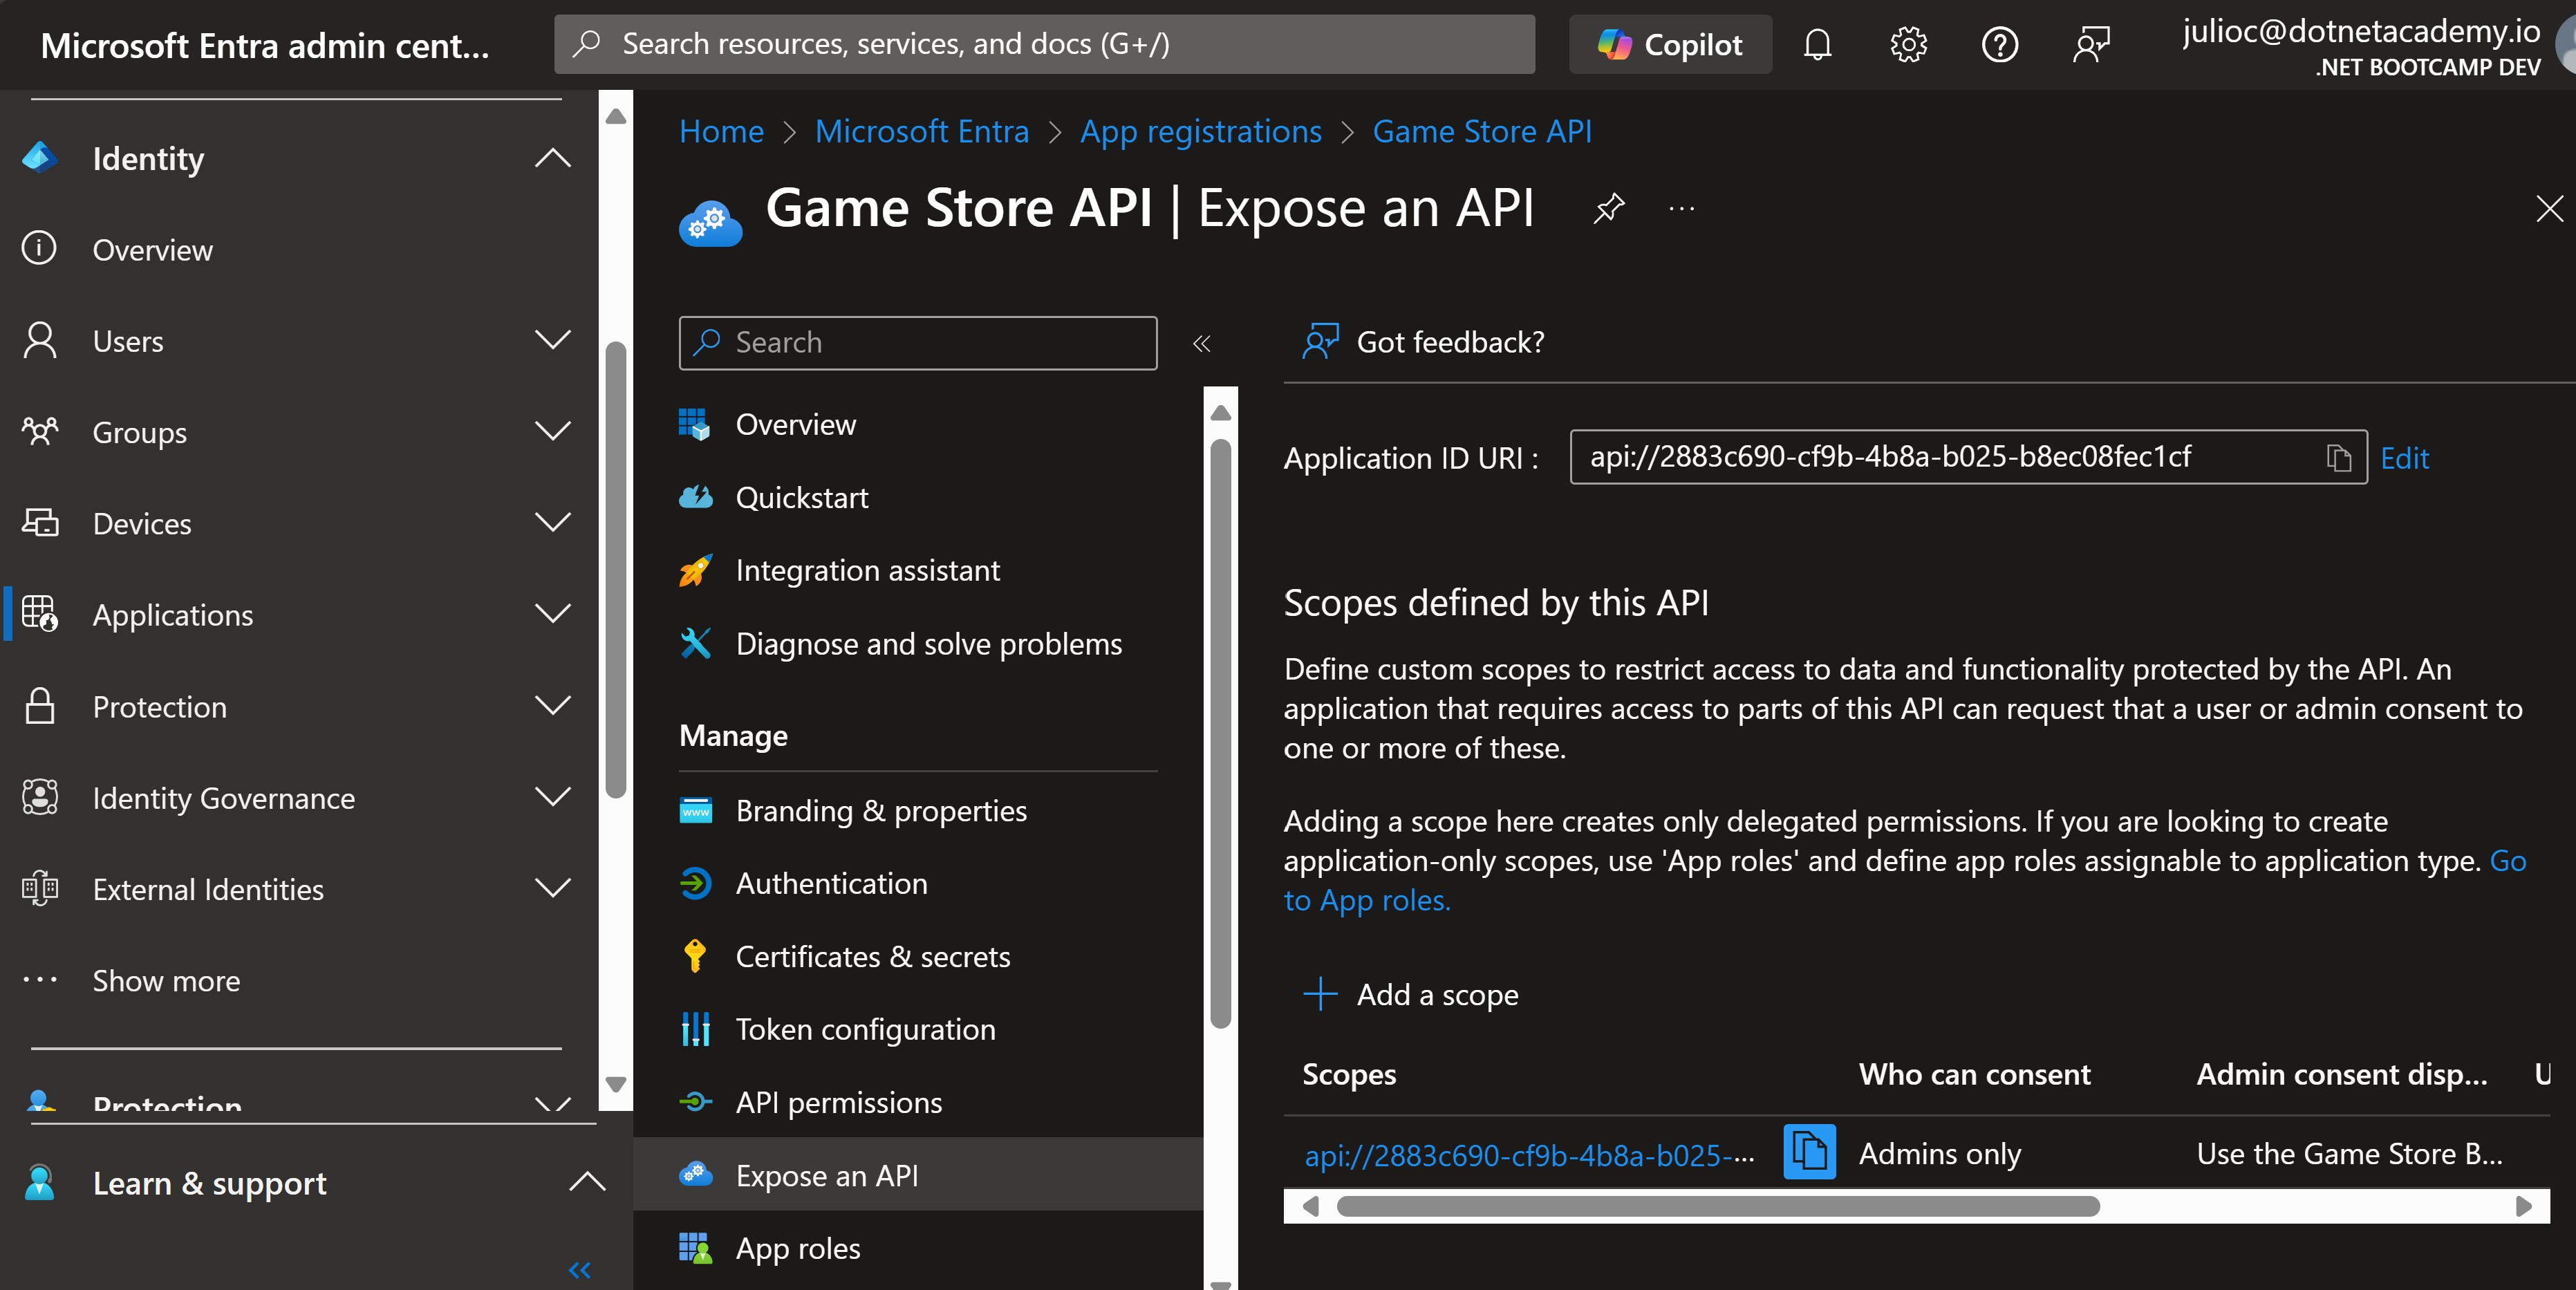 Microsoft Entra admin cent...
Search resources, services, and docs (G+/)
Copilot
julioc@dotnetacademy.io
.NET BOOTCAMP DEV
Identity
Overview
Users
Groups
Devices
Applications
Protection
Identity Governance
External Identities
Show more
Protection
Learn & support
Home > Microsoft Entra > App registrations > Game Store API
Game Store API | Expose an API
Search
Overview
Quickstart
Integration assistant
Diagnose and solve problems
Manage
Branding & properties
Authentication
Certificates & secrets
Token configuration
API permissions
Expose an API
App roles
Got feedback?
Application ID URI : api://2883c690-cf9b-4b8a-b025-b8ec08fec1cf Edit
Scopes defined by this API
Define custom scopes to restrict access to data and functionality protected by the API. An
application that requires access to parts of this API can request that a user or admin consent to
one or more of these.
Adding a scope here creates only delegated permissions. If you are looking to create
application-only scopes, use 'App roles' and define app roles assignable to application type. Go
to App roles.
Add a scope
Scopes Who can consent Admin consent disp... U
api://2883c690-cf9b-4b8a-b025-... Admins only Use the Game Store B...